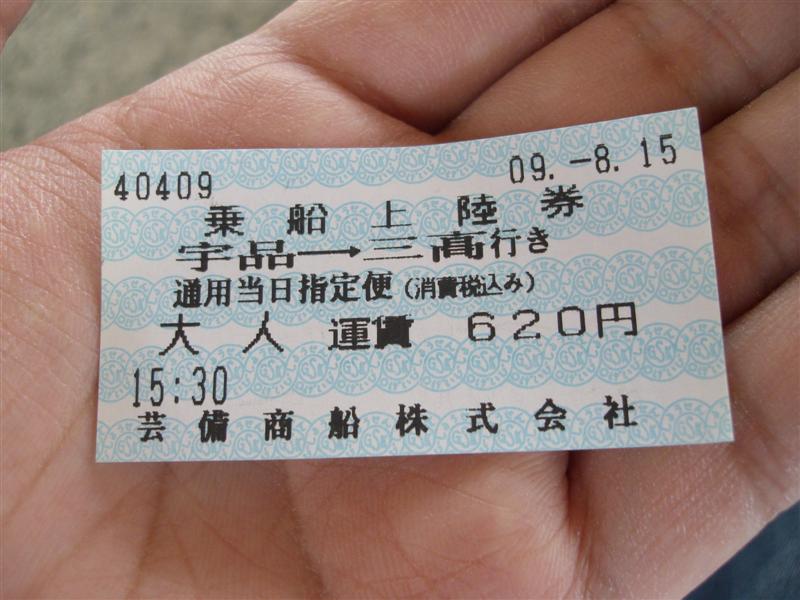 40409 09.-8.15
乗船上陸券
宇品→三高行き
通用当日指定便(消費税込み)
大人 運賃 620円
15:30
芸備商船株式会社